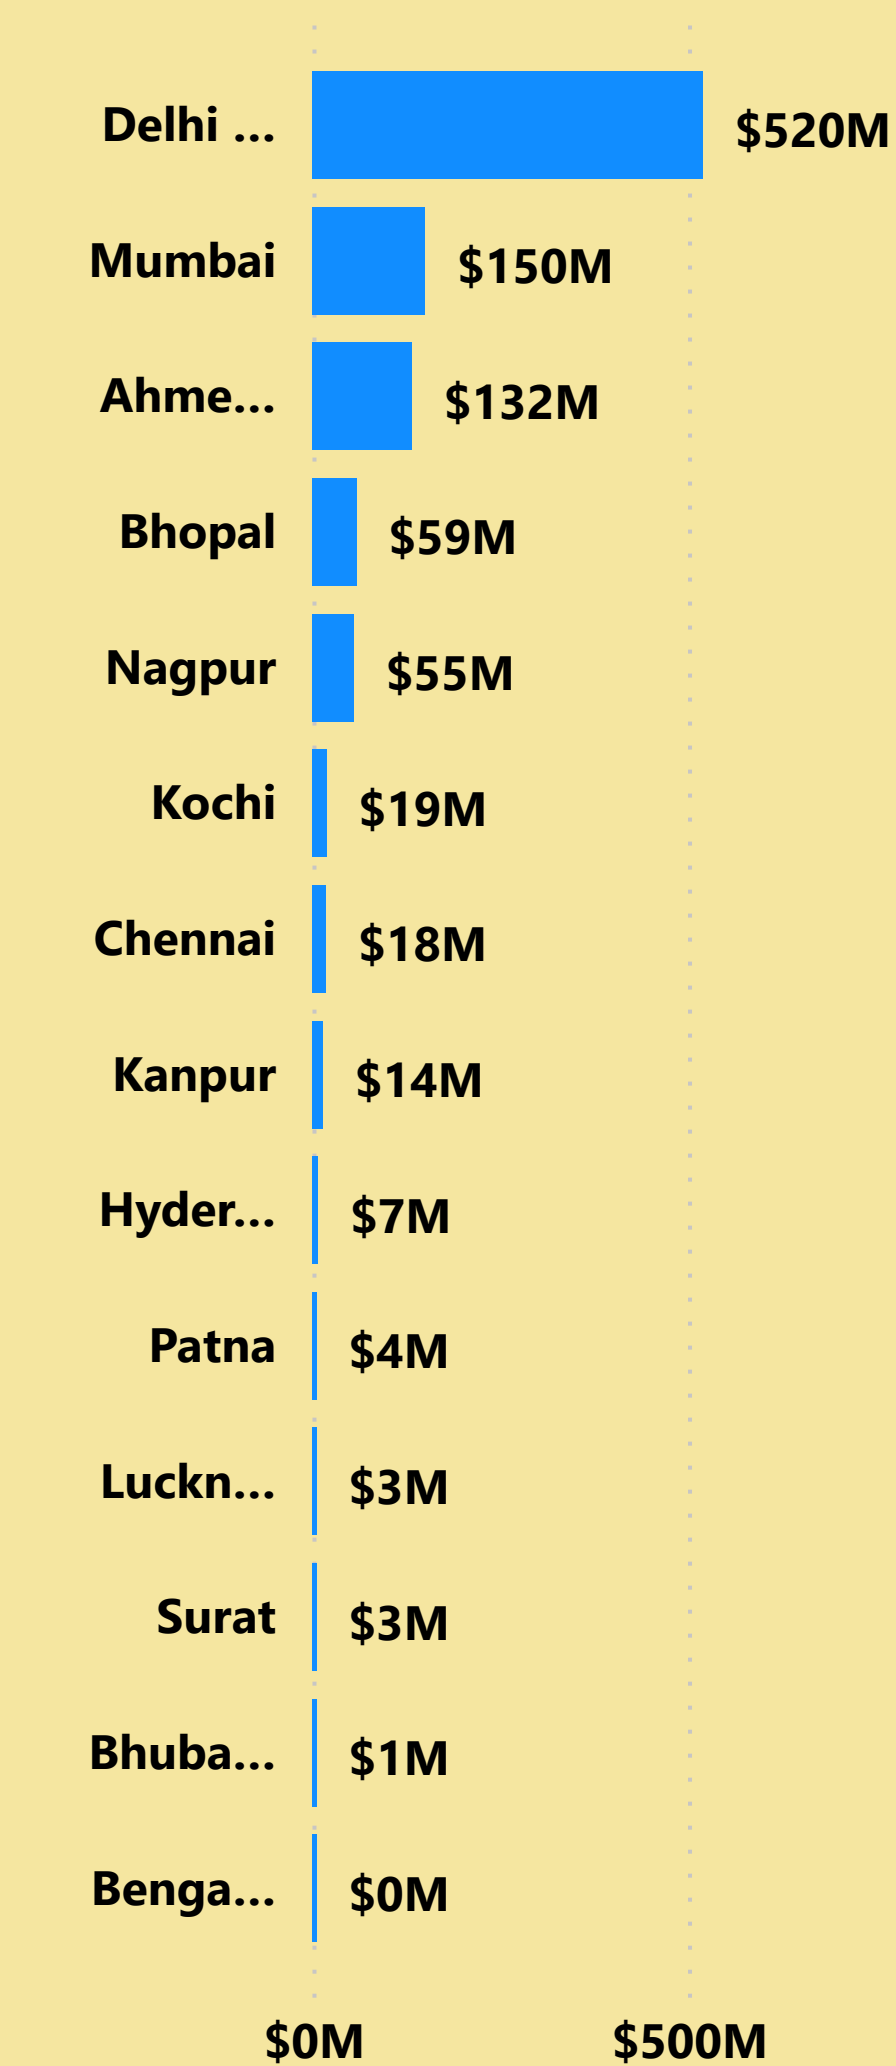 Delhi ... $520M
Mumbai $150M
Ahme... $132M
Bhopal $59M
Nagpur $55M
Kochi $19M
Chennai $18M
Kanpur $14M
Hyder... $7M
Patna $4M
Luckn... $3M
Surat $3M
Bhuba... $1M
Benga... $0M
$0M $500M